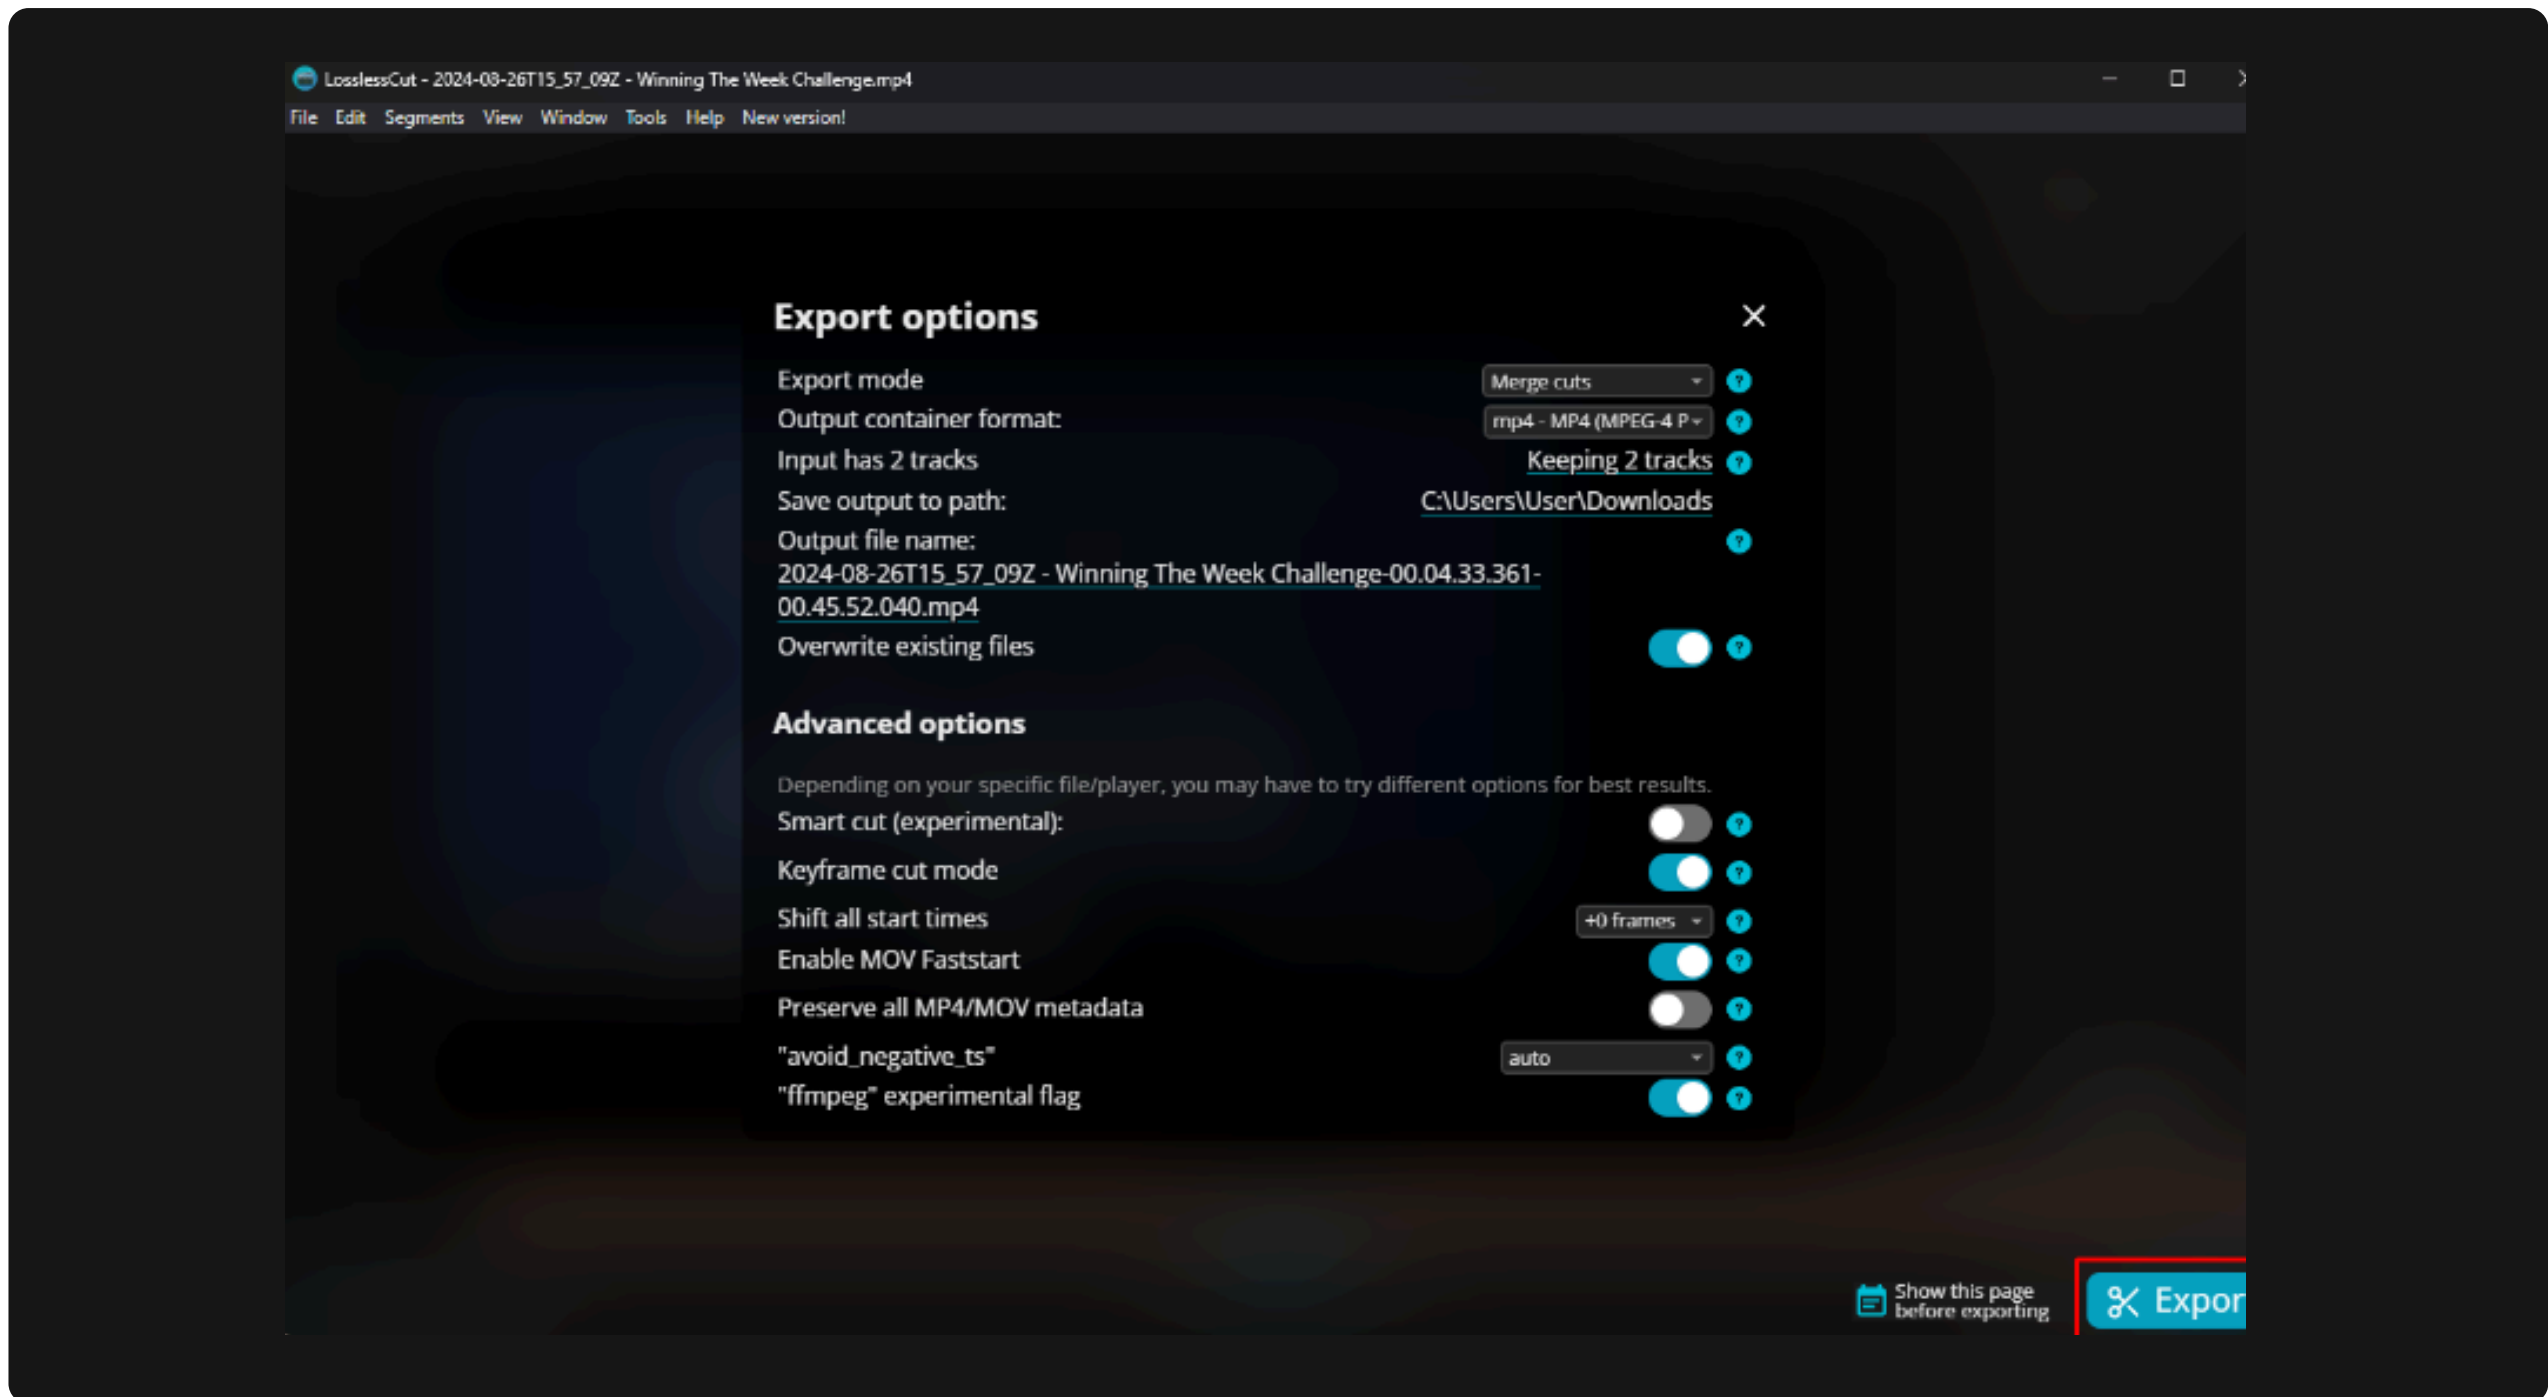 LosslessCut - 2024-08-26T15_57_09Z - Winning The Week Challenge.mp4
File Edit Segments View Window Tools Help New version!
Export options
Export mode Merge cuts
Output container format: mp4 - MP4 (MPEG-4 P
Input has 2 tracks Keeping 2 tracks
Save output to path: C:\Users\User\Downloads
Output file name:
2024-08-26T15_57_09Z - Winning The Week Challenge-00.04.33.361-
00.45.52.040.mp4
Overwrite existing files
Advanced options
Depending on your specific file/player, you may have to try different options for best results.
Smart cut (experimental):
Keyframe cut mode
Shift all start times +0 frames
Enable MOV Faststart
Preserve all MP4/MOV metadata
"avoid_negative_ts" auto
"ffmpeg" experimental flag
Show this page
before exporting
Expor